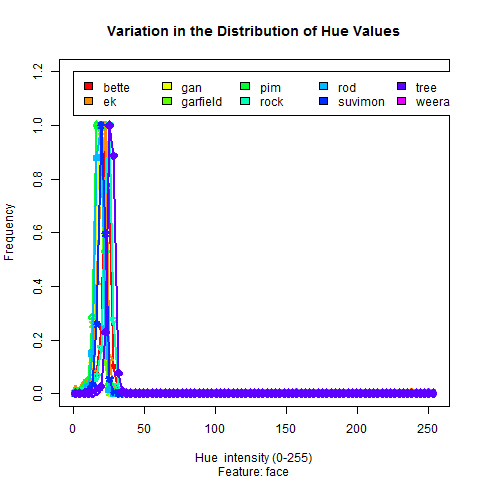 Variation in the Distribution of Hue Values
bette gan pim rod tree
ek garfield rock suvimon weera
Frequency
0.0 0.2 0.4 0.6 0.8 1.0 1.2
0 50 100 150 200 250
Hue intensity (0-255)
Feature: face